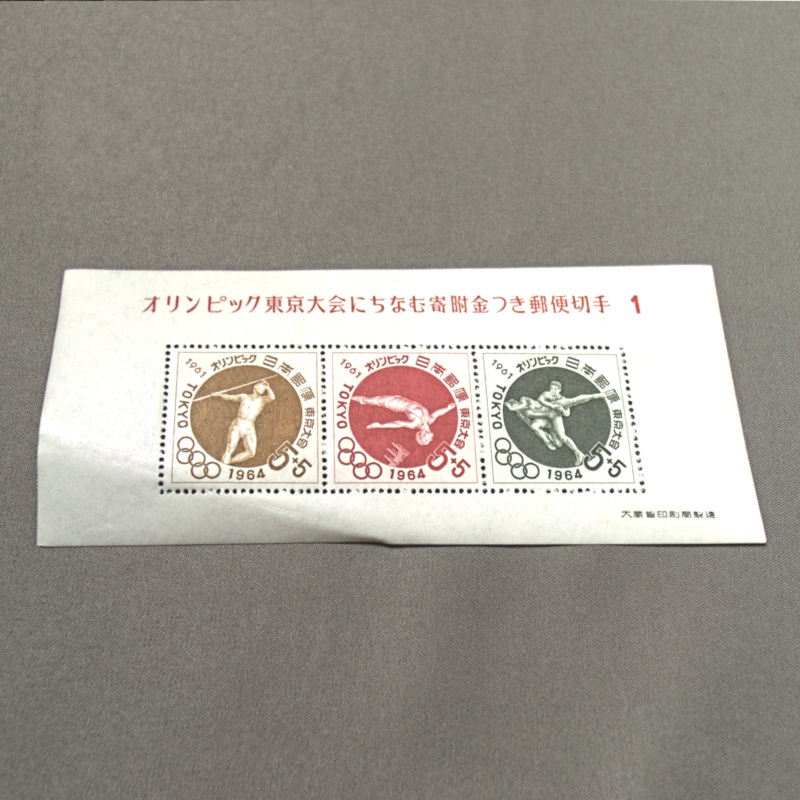 オリンピック東京大会にちなむ寄附金つき郵便切手 1
1961 オリンピック 日本郵便
TOKYO
東京大会
1964
5+5
1961 オリンピック 日本郵便
TOKYO
東京大会
1964
5+5
1961 オリンピック 日本郵便
TOKYO
東京大会
1964
5+5
大蔵省印刷局製造